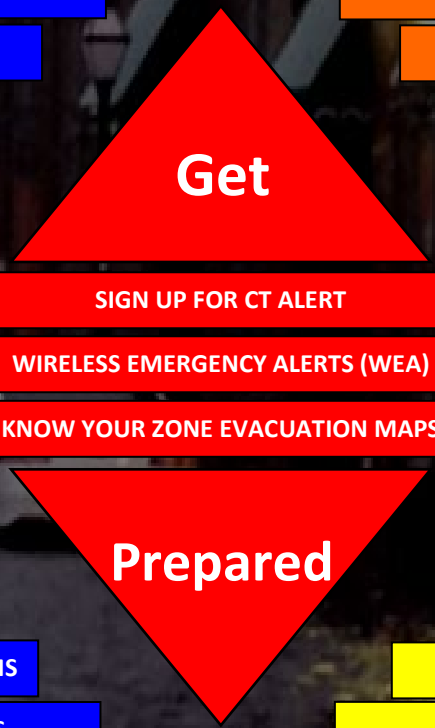 Get
SIGN UP FOR CT ALERT
WIRELESS EMERGENCY ALERTS (WEA)
KNOW YOUR ZONE EVACUATION MAPS
Prepared